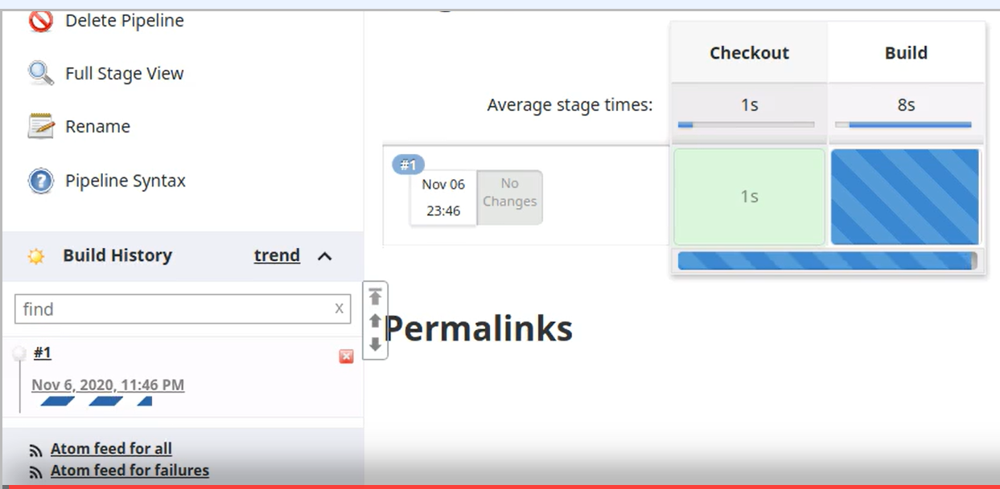 Delete Pipeline
Full Stage View
Rename
Pipeline Syntax
Build History trend
find X
#1
Nov 6, 2020, 11:46 PM
Atom feed for all
Atom feed for failures
Checkout Build
Average stage times: 1s 8s
#1
Nov 06
23:46
No
Changes
1s
Permalinks